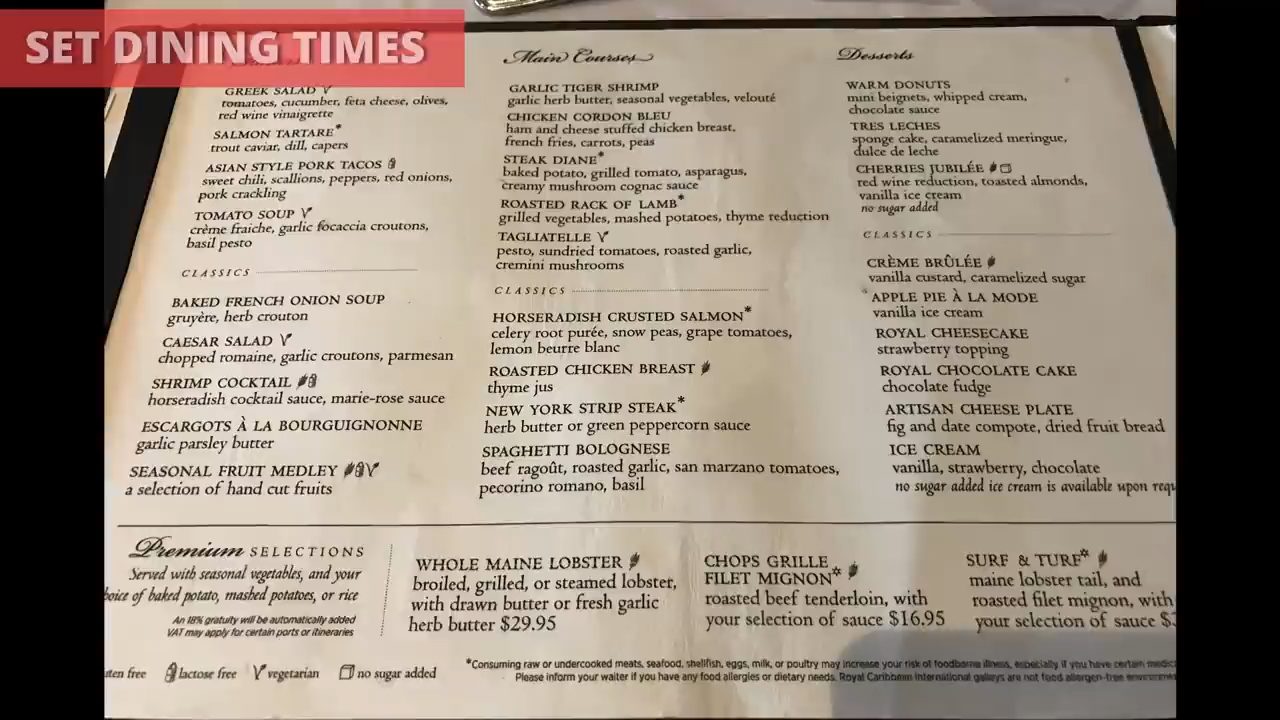 SET DINING TIMES
GREEK SALAD
tomatoes, cucumber, feta cheese, olives,
red wine vinaigrette
SALMON TARTARE*
trout caviar, dill, capers
ASIAN STYLE PORK TACOS
sweet chili, scallions, peppers, red onions,
pork crackling
TOMATO SOUP
crème fraiche, garlic focaccia croutons,
basil pesto
CLASSICS
BAKED FRENCH ONION SOUP
gruyère, herb crouton
CAESAR SALAD
chopped romaine, garlic croutons, parmesan
SHRIMP COCKTAIL
horseradish cocktail sauce, marie-rose sauce
ESCARGOTS À LA BOURGUIGNONNE
garlic parsley butter
SEASONAL FRUIT MEDLEY
a selection of hand cut fruits
Main Courses
GARLIC TIGER SHRIMP
garlic herb butter, seasonal vegetables, velouté
CHICKEN CORDON BLEU
ham and cheese stuffed chicken breast,
french fries, carrots, peas
STEAK DIANE*
baked potato, grilled tomato, asparagus,
creamy mushroom cognac sauce
ROASTED RACK OF LAMB*
grilled vegetables, mashed potatoes, thyme reduction
TAGLIATELLE
pesto, sundried tomatoes, roasted garlic,
cremini mushrooms
CLASSICS
HORSERADISH CRUSTED SALMON*
celery root purée, snow peas, grape tomatoes,
lemon beurre blanc
ROASTED CHICKEN BREAST
thyme jus
NEW YORK STRIP STEAK*
herb butter or green peppercorn sauce
SPAGHETTI BOLOGNESE
beef ragoût, roasted garlic, san marzano tomatoes,
pecorino romano, basil
Desserts
WARM DONUTS
mini beignets, whipped cream,
chocolate sauce
TRES LECHES
sponge cake, caramelized meringue,
dulce de leche
CHERRIES JUBILÉE
red wine reduction, toasted almonds,
vanilla ice cream
no sugar added
CLASSICS
CRÈME BRÛLÉE
vanilla custard, caramelized sugar
APPLE PIE À LA MODE
vanilla ice cream
ROYAL CHEESECAKE
strawberry topping
ROYAL CHOCOLATE CAKE
chocolate fudge
ARTISAN CHEESE PLATE
fig and date compote, dried fruit bread
ICE CREAM
vanilla, strawberry, chocolate
no sugar added ice cream is available upon requ
Premium SELECTIONS
Served with seasonal vegetables, and your
hoice of baked potato, mashed potatoes, or rice
An 18% gratuity will be automatically added
VAT may apply for certain ports or itineraries
WHOLE MAINE LOBSTER
broiled, grilled, or steamed lobster,
with drawn butter or fresh garlic
herb butter $29.95
CHOPS GRILLE
FILET MIGNON*
roasted beef tenderloin, with
your selection of sauce $16.95
SURF & TURF*
maine lobster tail, and
roasted filet mignon, with
your selection of sauce $3
uten free lactose free vegetarian no sugar added
*Consuming raw or undercooked meats, seafood, shellfish, eggs, milk, or poultry may increase your risk of foodborne illness, especially if you have certain medic
Please inform your waiter if you have any food allergies or dietary needs. Royal Caribbean International galleys are not food allergen-free environme